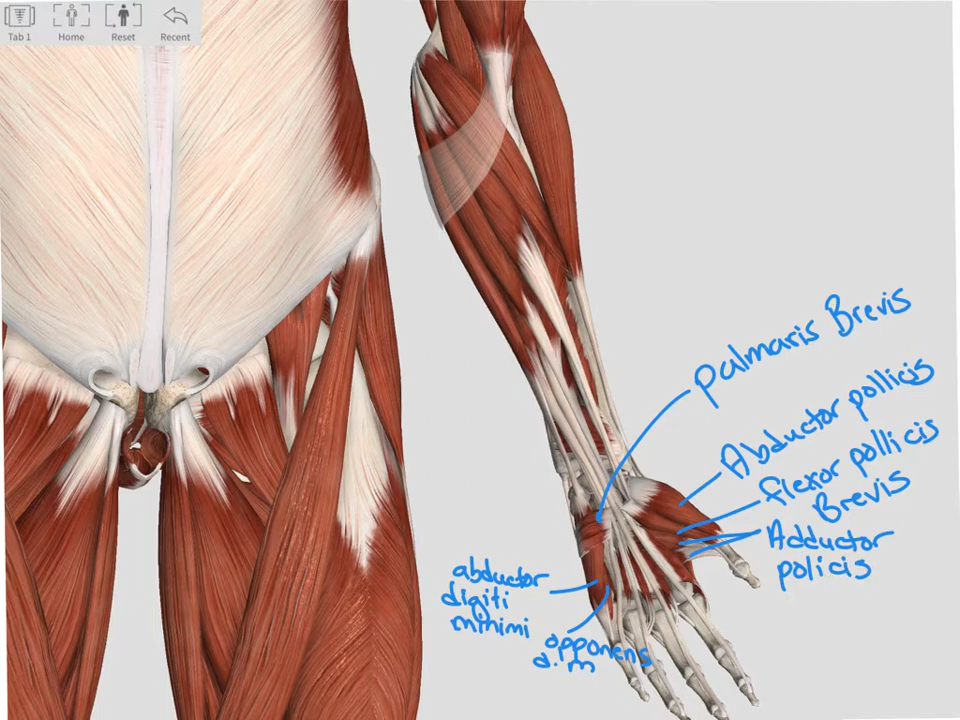 Tab 1
Home
Reset
Recent
palmaris Brevis
Abductor pollicis
flexor pollicis
Brevis
Adductor
policis
abductor
digiti
minimi
opponens
d.m